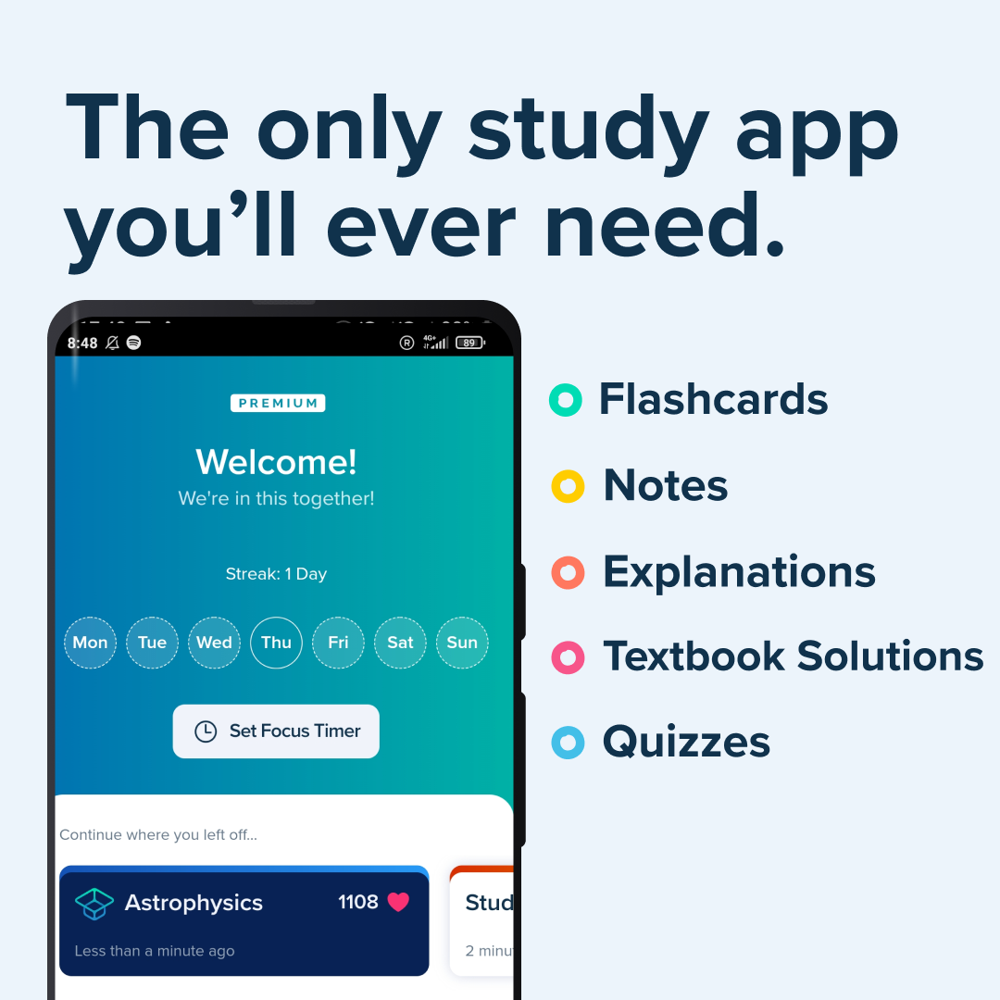 The only study app
you’ll ever need.
8:48
R
4G+
89
PREMIUM
Welcome!
We're in this together!
Streak: 1 Day
Mon Tue Wed Thu Fri Sat Sun
Set Focus Timer
Continue where you left off...
Astrophysics 1108
Less than a minute ago
Stud
2 minu
Flashcards
Notes
Explanations
Textbook Solutions
Quizzes